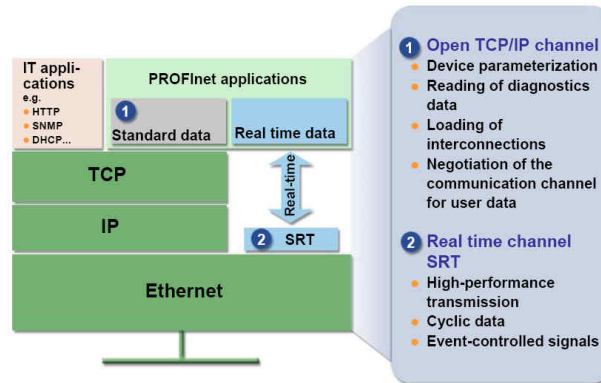 IT appli-
cations
e.g.
HTTP
SNMP
DHCP...
PROFInet applications
1
Standard data
Real time data
TCP
Real-time
IP
2 SRT
Ethernet
1 Open TCP/IP channel
Device parameterization
Reading of diagnostics
data
Loading of
interconnections
Negotiation of the
communication channel
for user data
2 Real time channel
SRT
High-performance
transmission
Cyclic data
Event-controlled signals